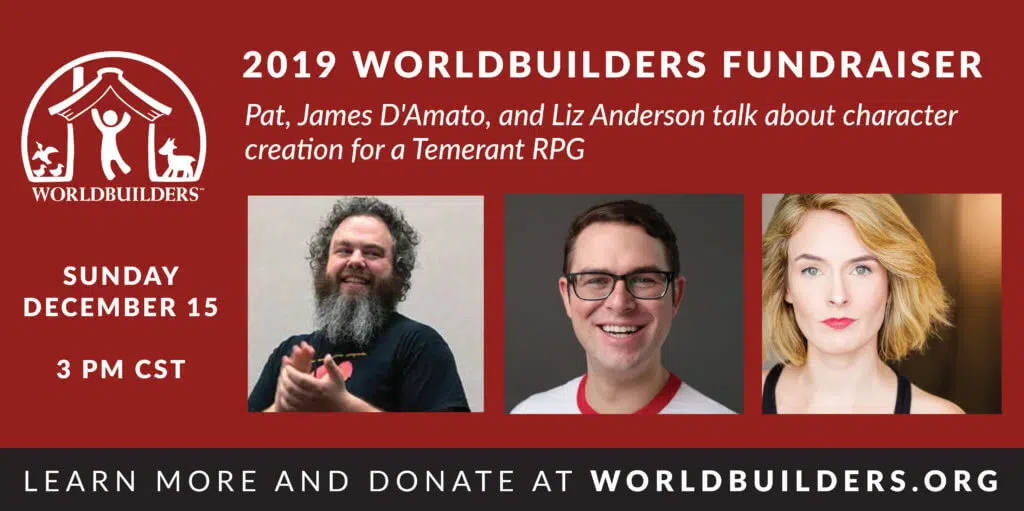 2019 WORLDBUILDERS FUNDRAISER
Pat, James D'Amato, and Liz Anderson talk about character
creation for a Temerant RPG
WORLDBUILDERS™
SUNDAY
DECEMBER 15
3 PM CST
LEARN MORE AND DONATE AT WORLDBUILDERS.ORG